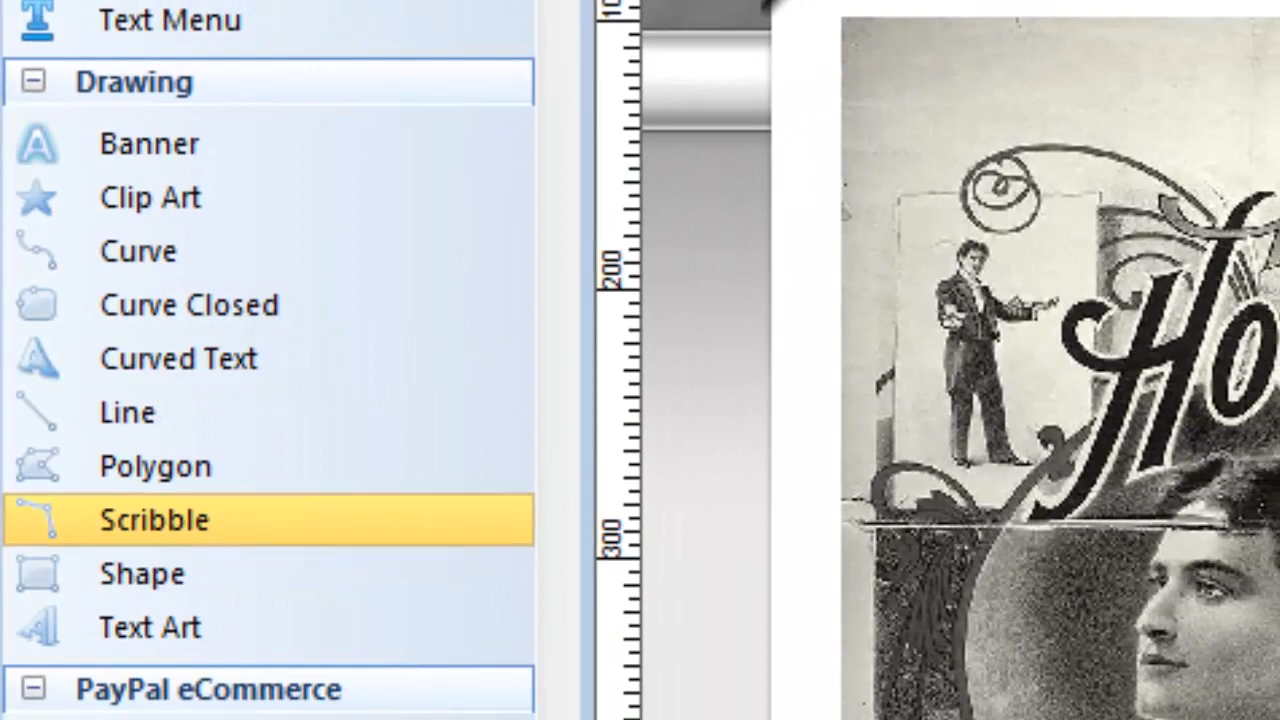 Text Menu
Drawing
Banner
Clip Art
Curve
Curve Closed
Curved Text
Line
Polygon
Scribble
Shape
Text Art
PayPal eCommerce
200
300
Ho